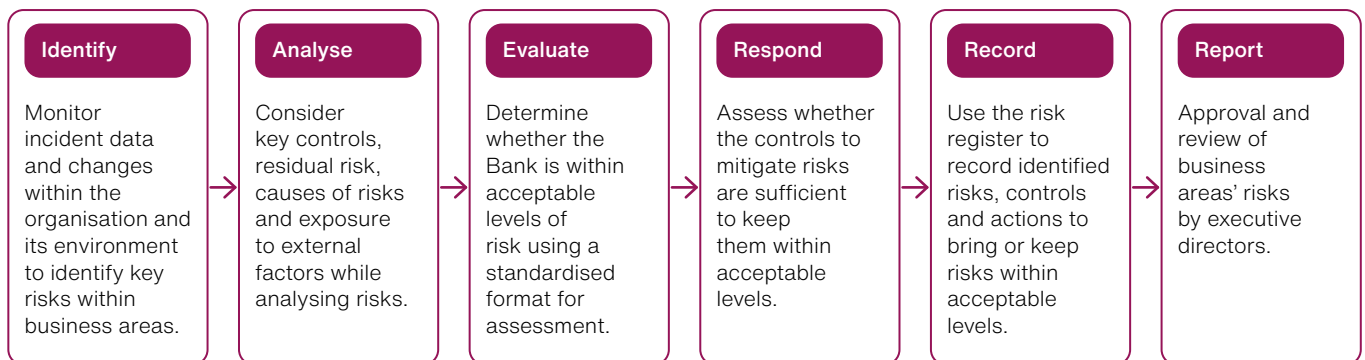 Identify
Monitor
incident data
and changes
within the
organisation and
its environment
to identify key
risks within
business areas.
Analyse
Consider
key controls,
residual risk,
causes of risks
and exposure
to external
factors while
analysing risks.
Evaluate
Determine
whether the
Bank is within
acceptable
levels of
risk using a
standardised
format for
assessment.
Respond
Assess whether
the controls to
mitigate risks
are sufficient
to keep
them within
acceptable
levels.
Record
Use the risk
register to
record identified
risks, controls
and actions to
bring or keep
risks within
acceptable
levels.
Report
Approval and
review of
business
areas’ risks
by executive
directors.